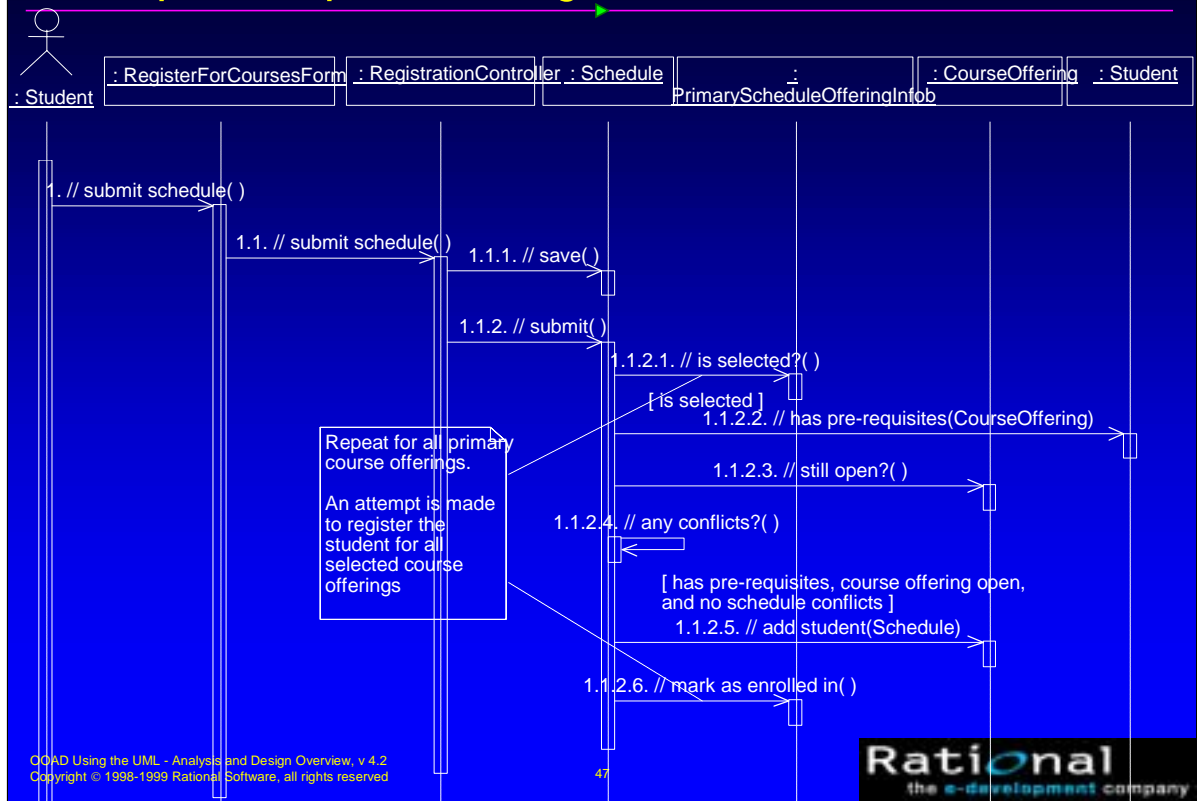 : Student
: RegisterForCoursesForm
: RegistrationController
: Schedule
:
PrimaryScheduleOfferingInfob
: CourseOffering
: Student
1. // submit schedule( )
1.1. // submit schedule( )
1.1.1. // save( )
1.1.2. // submit( )
1.1.2.1. // is selected?( )
[ is selected ]
1.1.2.2. // has pre-requisites(CourseOffering)
Repeat for all primary
course offerings.
An attempt is made
to register the
student for all
selected course
offerings
1.1.2.3. // still open?( )
1.1.2.4. // any conflicts?( )
[ has pre-requisites, course offering open,
and no schedule conflicts ]
1.1.2.5. // add student(Schedule)
1.1.2.6. // mark as enrolled in( )
OOAD Using the UML - Analysis and Design Overview, v 4.2
Copyright © 1998-1999 Rational Software, all rights reserved
47
Rational
the e-development company